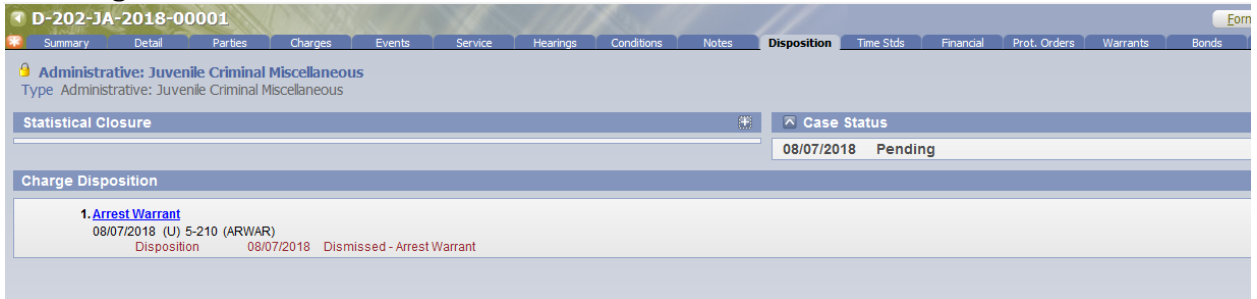 D-202-JA-2018-00001
Summary Detail Parties Charges Events Service Hearings Conditions Notes Disposition Time Stds Financial Prot. Orders Warrants Bonds
Administrative: Juvenile Criminal Miscellaneous
Type Administrative: Juvenile Criminal Miscellaneous
Statistical Closure
Case Status
08/07/2018 Pending
Charge Disposition
1. Arrest Warrant
08/07/2018 (U) 5-210 (ARWAR)
Disposition 08/07/2018 Dismissed - Arrest Warrant